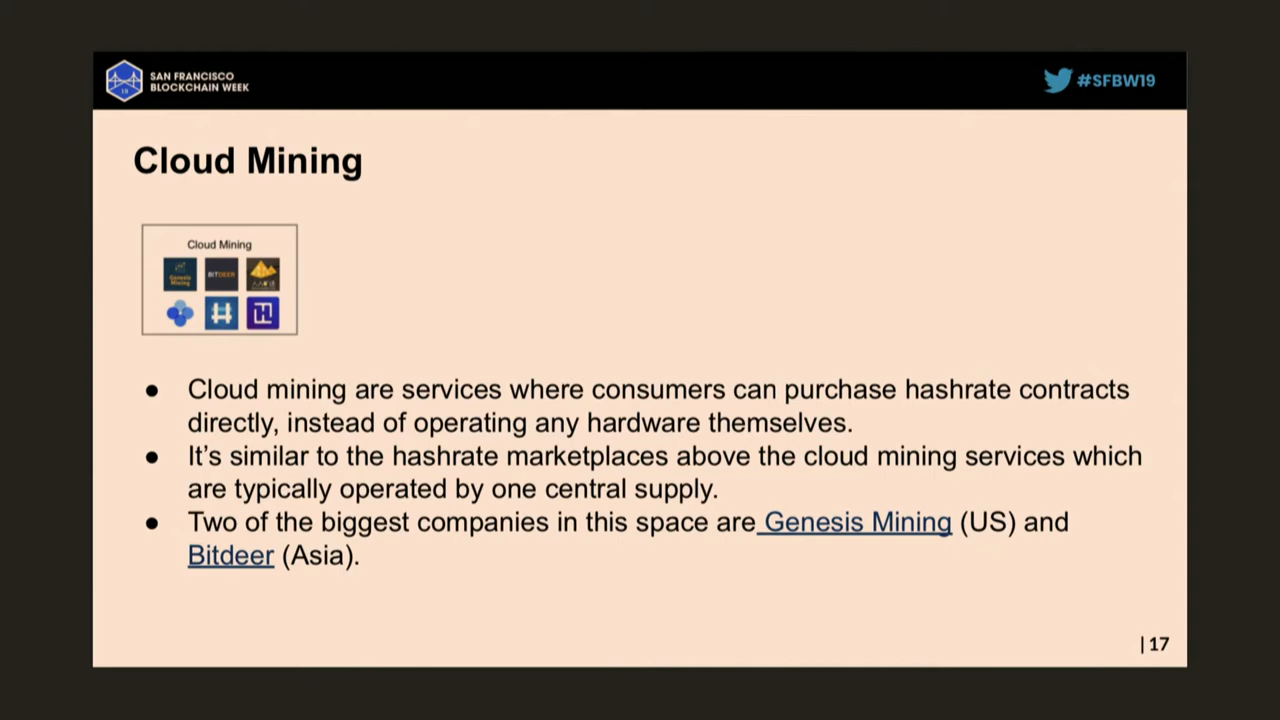 SAN FRANCISCO
BLOCKCHAIN WEEK
#SFBW19
Cloud Mining
Cloud Mining
Genesis
Mining
BITDEER
● Cloud mining are services where consumers can purchase hashrate contracts
directly, instead of operating any hardware themselves.
● It’s similar to the hashrate marketplaces above the cloud mining services which
are typically operated by one central supply.
● Two of the biggest companies in this space are Genesis Mining (US) and
Bitdeer (Asia).
| 17